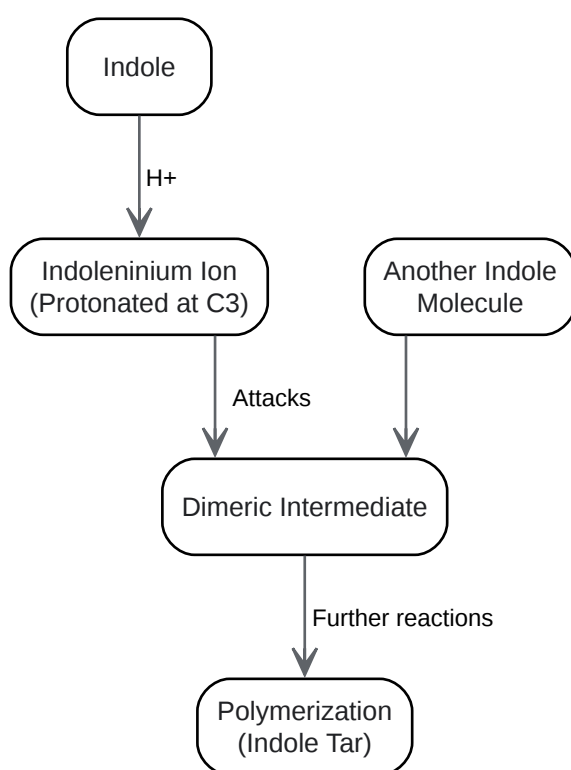 Indole
H+
Indoleninium Ion
(Protonated at C3)
Another Indole
Molecule
Attacks
Dimeric Intermediate
Further reactions
Polymerization
(Indole Tar)